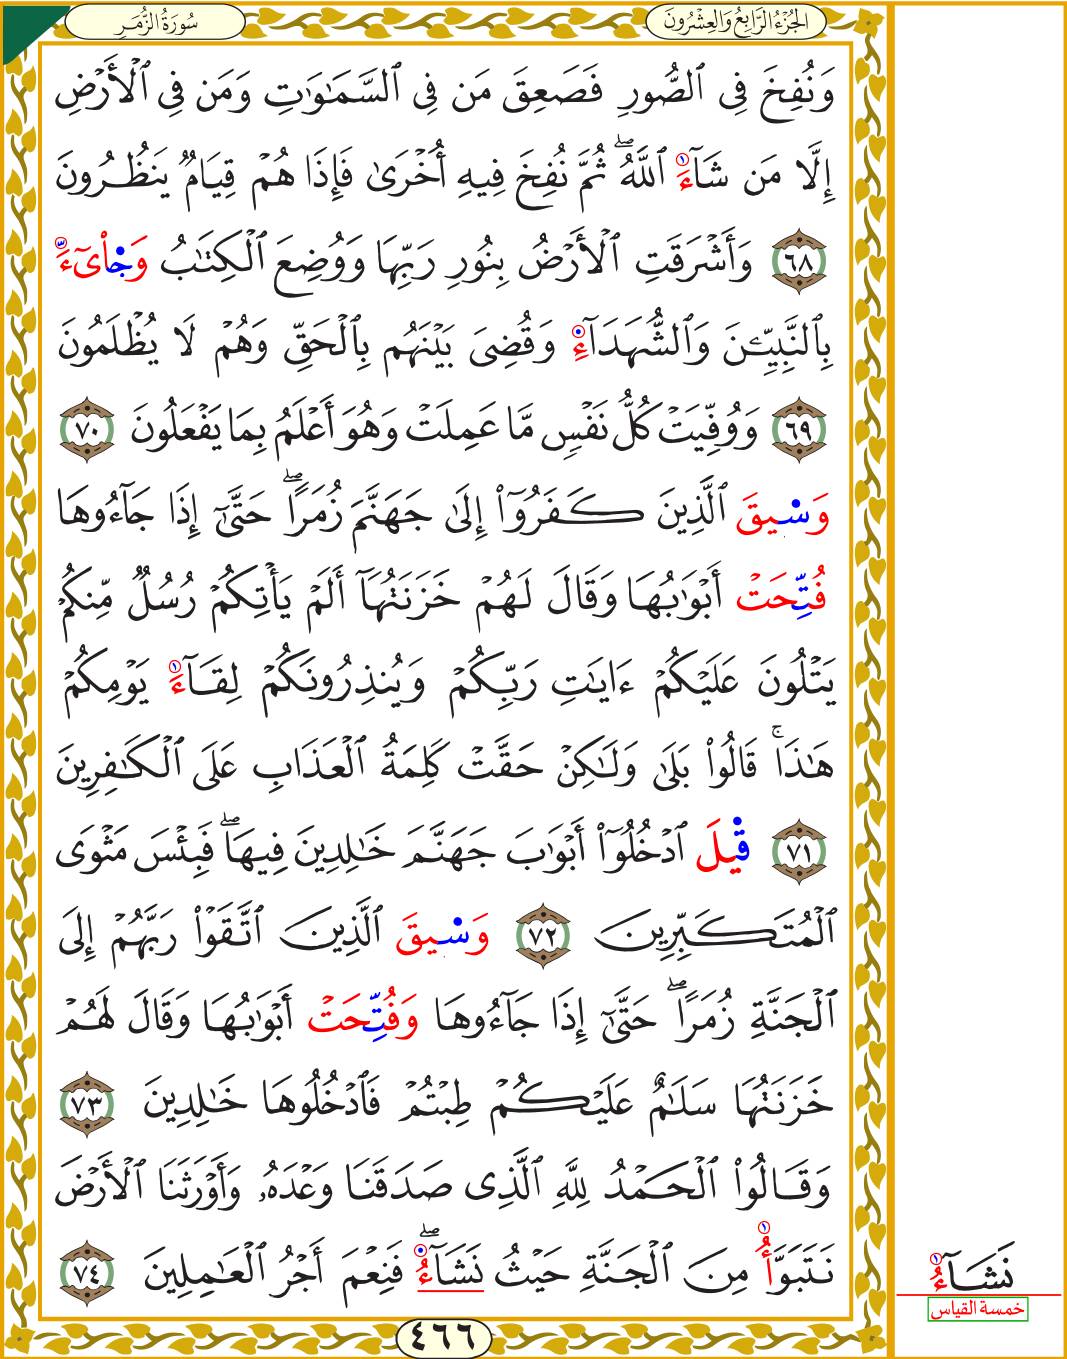 سُورَةُ الزُّمَرِ
الجُزْءُ الرَّابِعُ وَالعِشْرُونَ
وَنُفِخَ فِي ٱلصُّورِ فَصَعِقَ مَن فِي ٱلسَّمَٰوَٰتِ وَمَن فِي ٱلْأَرْضِ
إِلَّا مَن شَآءَ ٱللَّهُۖ ثُمَّ نُفِخَ فِيهِ أُخْرَىٰ فَإِذَا هُمْ قِيَامٌ يَنظُرُونَ
٦٨ وَأَشْرَقَتِ ٱلْأَرْضُ بِنُورِ رَبِّهَا وَوُضِعَ ٱلْكِتَٰبُ وَجِا۟يٓءَ
بِٱلنَّبِيِّـۧنَ وَٱلشُّهَدَآءِ وَقُضِيَ بَيْنَهُم بِٱلْحَقِّ وَهُمْ لَا يُظْلَمُونَ
٦٩ وَوُفِّيَتْ كُلُّ نَفْسٍ مَّا عَمِلَتْ وَهُوَ أَعْلَمُ بِمَا يَفْعَلُونَ ٧٠
وَسِيقَ ٱلَّذِينَ كَفَرُوٓا۟ إِلَىٰ جَهَنَّمَ زُمَرًاۖ حَتَّىٰٓ إِذَا جَآءُوهَا
فُتِّحَتْ أَبْوَٰبُهَا وَقَالَ لَهُمْ خَزَنَتُهَآ أَلَمْ يَأْتِكُمْ رُسُلٌ مِّنكُمْ
يَتْلُونَ عَلَيْكُمْ ءَايَٰتِ رَبِّكُمْ وَيُنذِرُونَكُمْ لِقَآءَ يَوْمِكُمْ
هَٰذَاۚ قَالُوا۟ بَلَىٰ وَلَٰكِنْ حَقَّتْ كَلِمَةُ ٱلْعَذَابِ عَلَى ٱلْكَٰفِرِينَ
٧١ قِيلَ ٱدْخُلُوٓا۟ أَبْوَٰبَ جَهَنَّمَ خَٰلِدِينَ فِيهَاۖ فَبِئْسَ مَثْوَى
ٱلْمُتَكَبِّرِينَ ٧٢ وَسِيقَ ٱلَّذِينَ ٱتَّقَوْا۟ رَبَّهُمْ إِلَى
ٱلْجَنَّةِ زُمَرًاۖ حَتَّىٰٓ إِذَا جَآءُوهَا وَفُتِّحَتْ أَبْوَٰبُهَا وَقَالَ لَهُمْ
خَزَنَتُهَا سَلَٰمٌ عَلَيْكُمْ طِبْتُمْ فَٱدْخُلُوهَا خَٰلِدِينَ ٧٣
وَقَالُوا۟ ٱلْحَمْدُ لِلَّهِ ٱلَّذِي صَدَقَنَا وَعْدَهُۥ وَأَوْرَثَنَا ٱلْأَرْضَ
نَتَبَوَّأُ مِنَ ٱلْجَنَّةِ حَيْثُ نَشَآءُۖ فَنِعْمَ أَجْرُ ٱلْعَٰمِلِينَ ٧٤
نَشَآءُ
خمسة القياس
٤٦٦